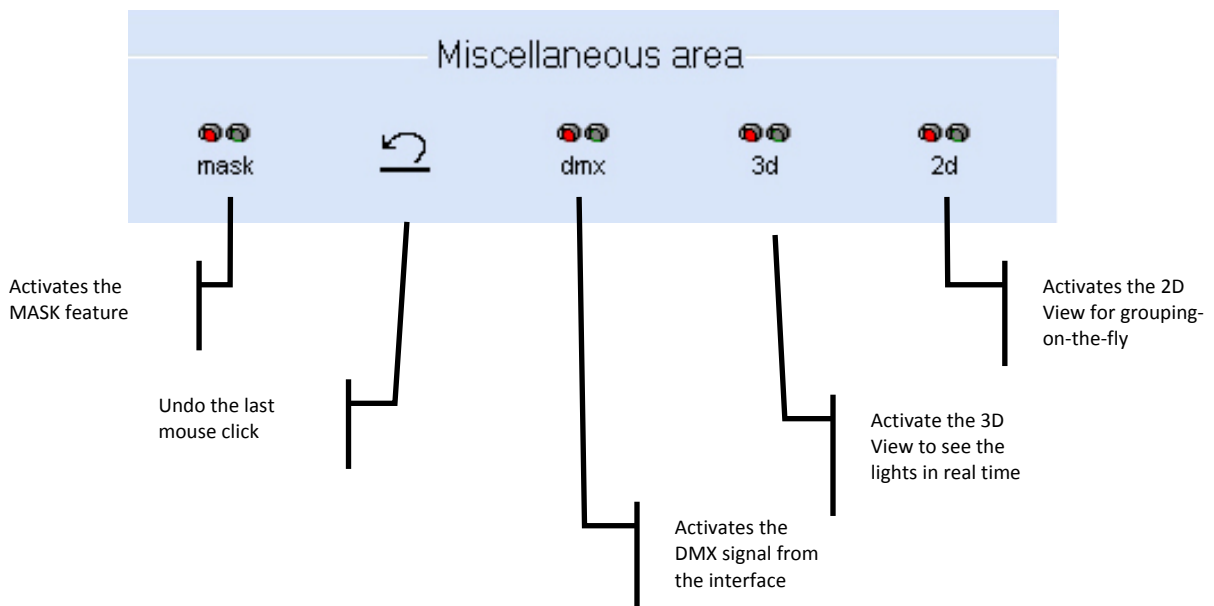 Miscellaneous area
mask
dmx
3d
2d
Activates the
MASK feature
Undo the last
mouse click
Activates the
DMX signal from
the interface
Activate the 3D
View to see the
lights in real time
Activates the 2D
View for grouping-
on-the-fly